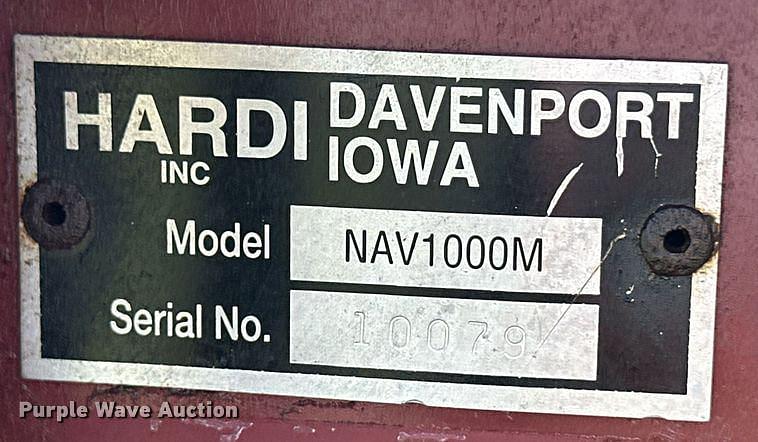 HARDI INC
DAVENPORT
IOWA
Model NAV1000M
Serial No. 10079
Purple Wave Auction